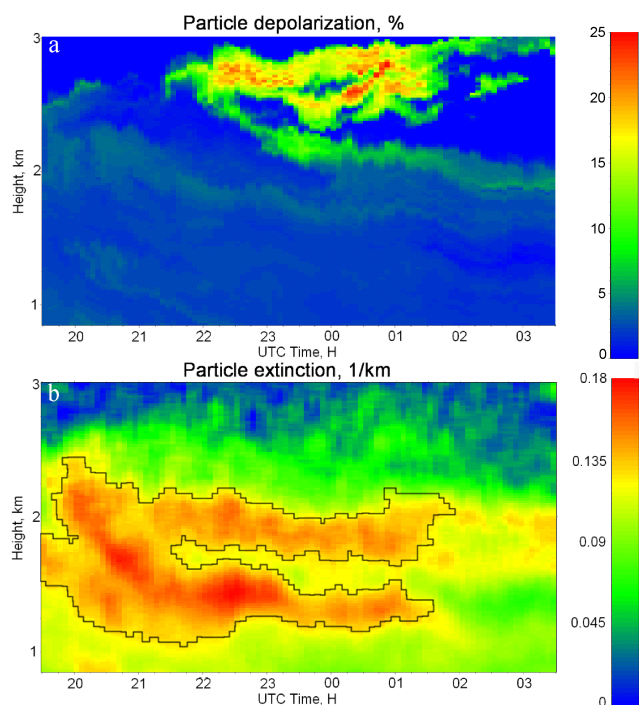 Particle depolarization, %
a
3
2
1
Height, km
20 21 22 23 00 01 02 03
UTC Time, H
25
20
15
10
5
0
Particle extinction, 1/km
b
3
2
1
Height, km
20 21 22 23 00 01 02 03
UTC Time, H
0.18
0.135
0.09
0.045
0